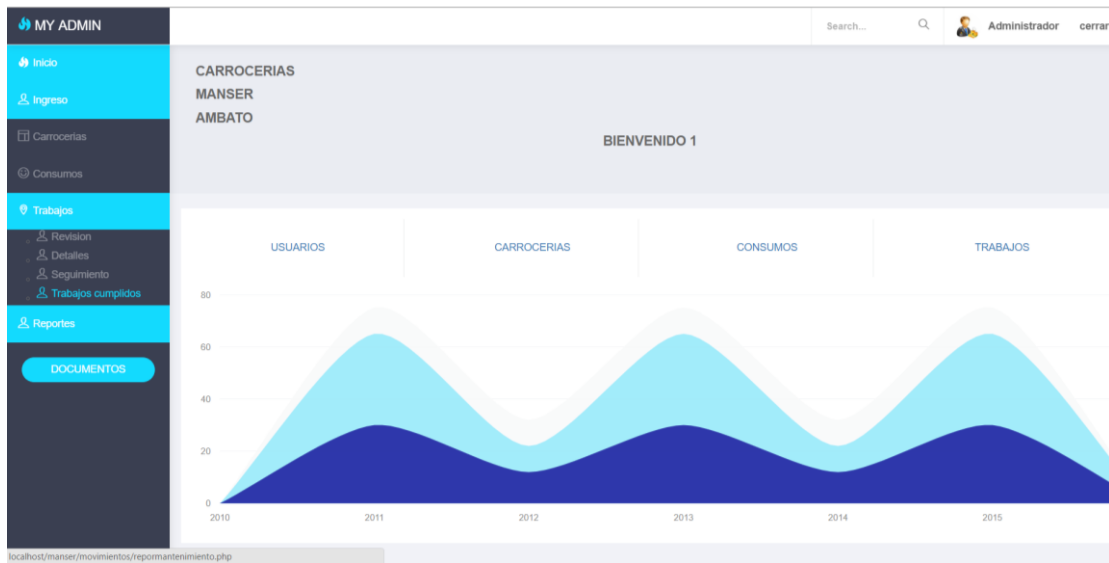 MY ADMIN
Search...
Administrador
cerrar
Inicio
Ingreso
Carrocerias
Consumos
Trabajos
Revision
Detalles
Seguimiento
Trabajos cumplidos
Reportes
DOCUMENTOS
CARROCERIAS
MANSER
AMBATO
BIENVENIDO 1
USUARIOS
CARROCERIAS
CONSUMOS
TRABAJOS
80
60
40
20
0
2010
2011
2012
2013
2014
2015
localhost/manser/movimientos/repormantenimiento.php